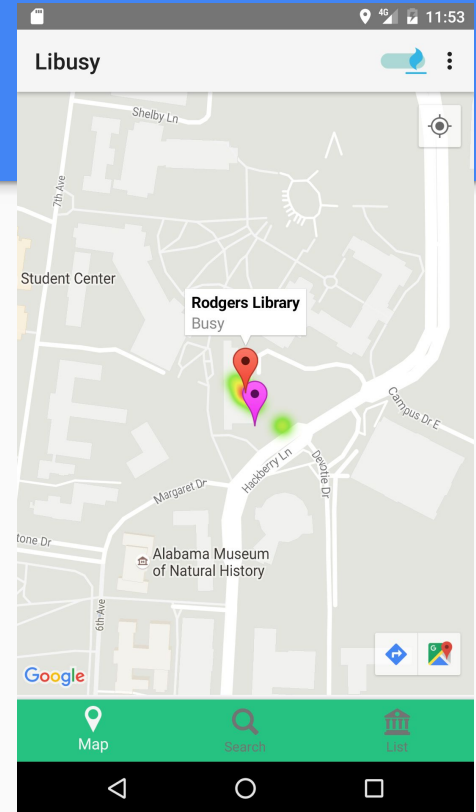 4G 11:53
Libusy
Shelby Ln
7th Ave
Student Center
Rodgers Library
Busy
Campus Dr E
Hackberry Ln
Devotie Dr
Margaret Dr
tone Dr
Alabama Museum
of Natural History
6th Ave
Google
Map
Search
List